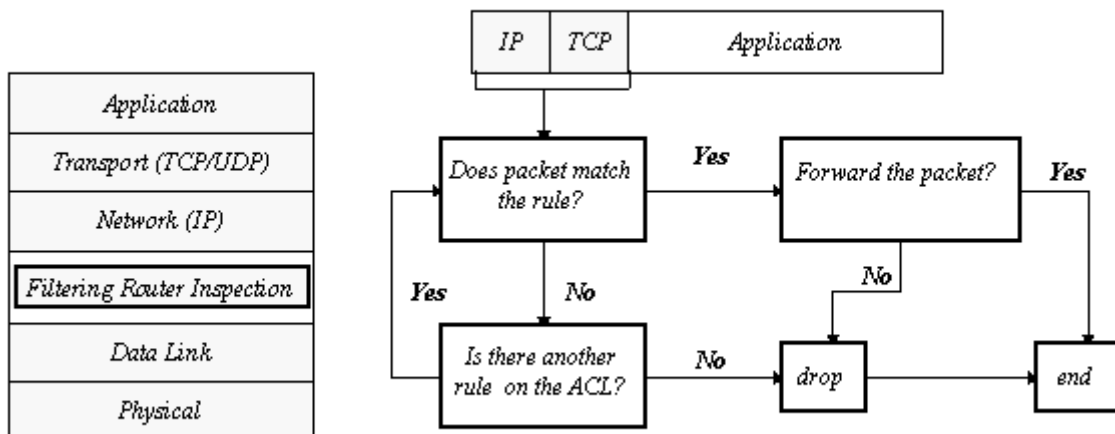 IP
TCP
Application
Application
Transport (TCP/UDP)
Network (IP)
Filtering Router Inspection
Data Link
Physical
Does packet match
the rule?
Yes
Forward the packet?
Yes
Yes
No
No
Is there another
rule on the ACL?
No
drop
end